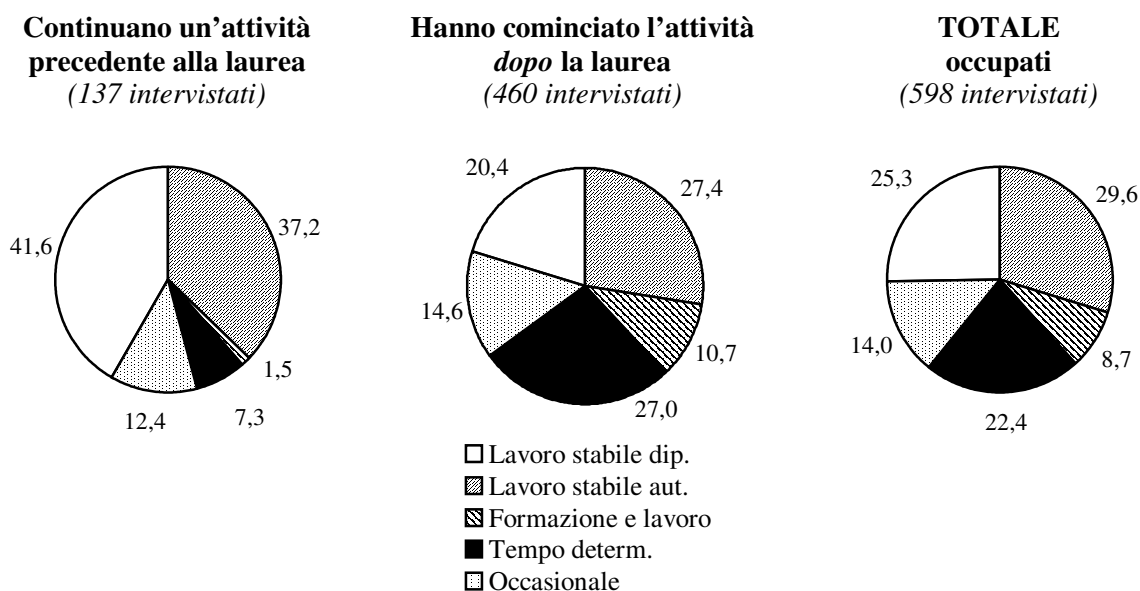 Continuano un'attività
precedente alla laurea
(137 intervistati)
Hanno cominciato l'attività
dopo la laurea
(460 intervistati)
TOTALE
occupati
(598 intervistati)
41,6
37,2
1,5
7,3
12,4
20,4
27,4
10,7
27,0
14,6
25,3
29,6
8,7
22,4
14,0
Lavoro stabile dip.
Lavoro stabile aut.
Formazione e lavoro
Tempo determ.
Occasionale